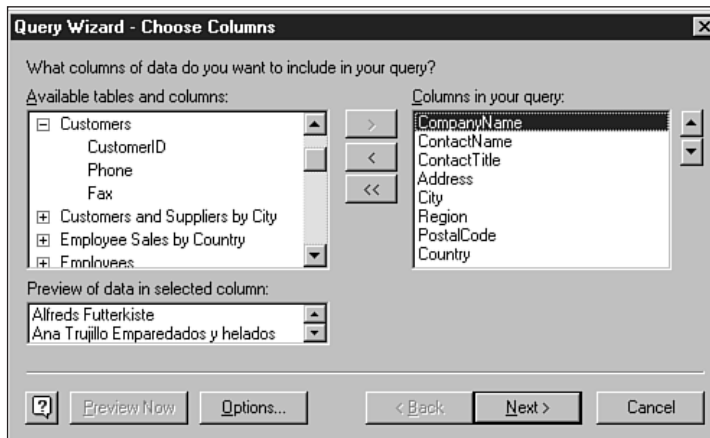 Query Wizard - Choose Columns
What columns of data do you want to include in your query?
Available tables and columns:
Customers
CustomerID
Phone
Fax
Customers and Suppliers by City
Employee Sales by Country
Employees
>
<
<<
Columns in your query:
CompanyName
ContactName
ContactTitle
Address
City
Region
PostalCode
Country
Preview of data in selected column:
Alfreds Futterkiste
Ana Trujillo Emparedados y helados
?
Preview Now
Options...
< Back
Next >
Cancel